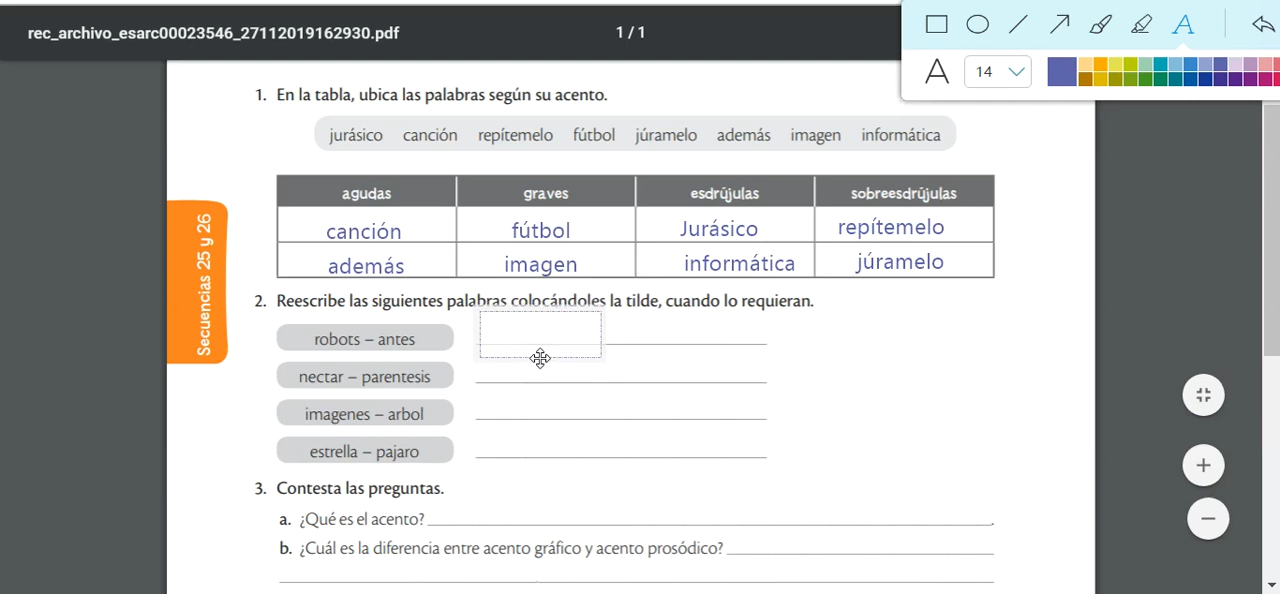 rec_archivo_esarc00023546_27112019162930.pdf
1 / 1
A
A 14
1. En la tabla, ubica las palabras según su acento.
jurásico canción repítemelo fútbol júramelo además imagen informática
agudas graves esdrújulas sobreesdrújulas
canción fútbol Jurásico repítemelo
además imagen informática júramelo
Secuencias 25 y 26
2. Reescribe las siguientes palabras colocándoles la tilde, cuando lo requieran.
robots – antes
nectar – parentesis
imagenes – arbol
estrella – pajaro
3. Contesta las preguntas.
a. ¿Qué es el acento?
b. ¿Cuál es la diferencia entre acento gráfico y acento prosódico?